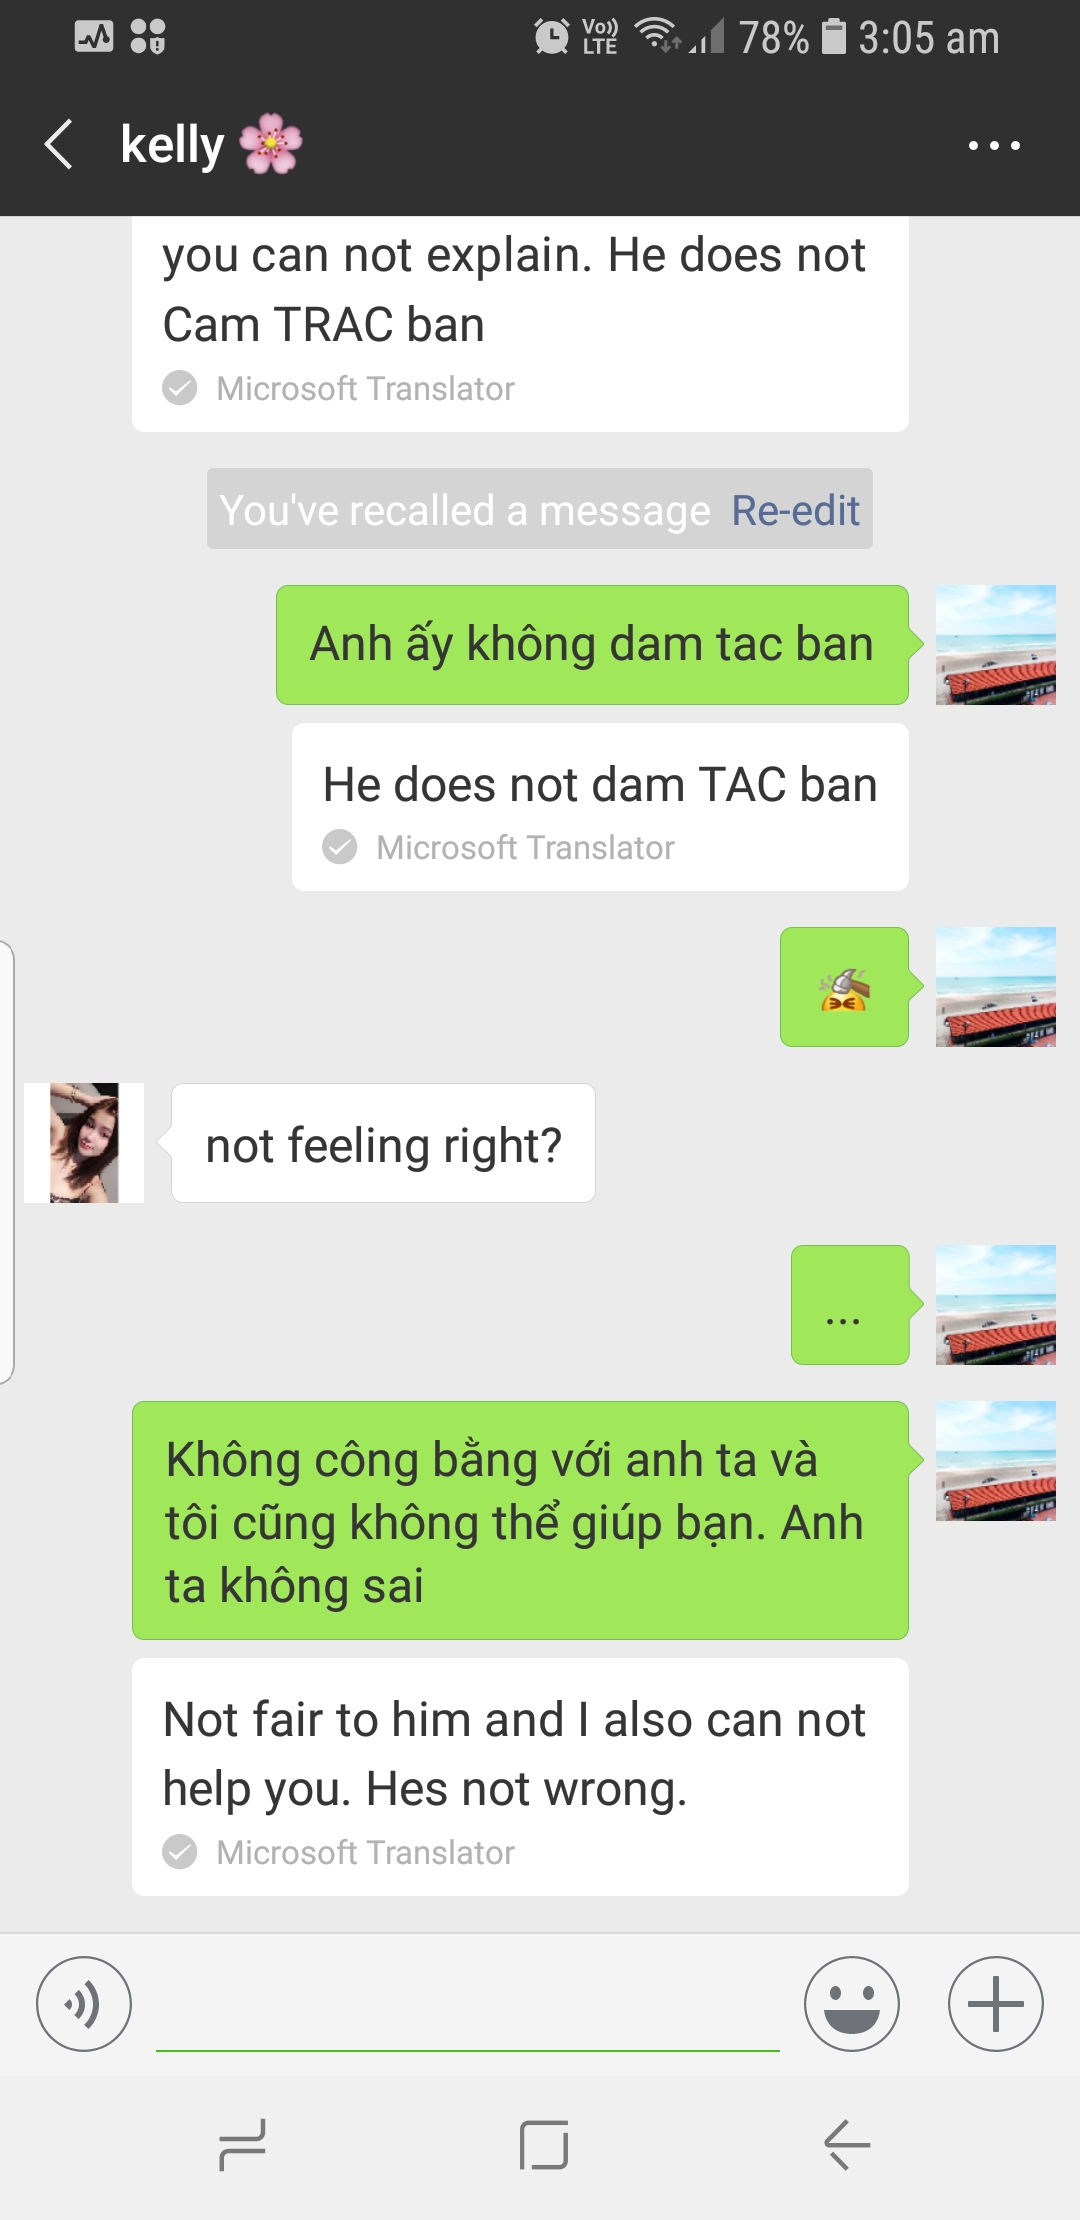 Vo))
LTE
78%
3:05 am
kelly
you can not explain. He does not
Cam TRAC ban
Microsoft Translator
You've recalled a message Re-edit
Anh ấy không dam tac ban
He does not dam TAC ban
Microsoft Translator
not feeling right?
...
Không công bằng với anh ta và
tôi cũng không thể giúp bạn. Anh
ta không sai
Not fair to him and I also can not
help you. Hes not wrong.
Microsoft Translator